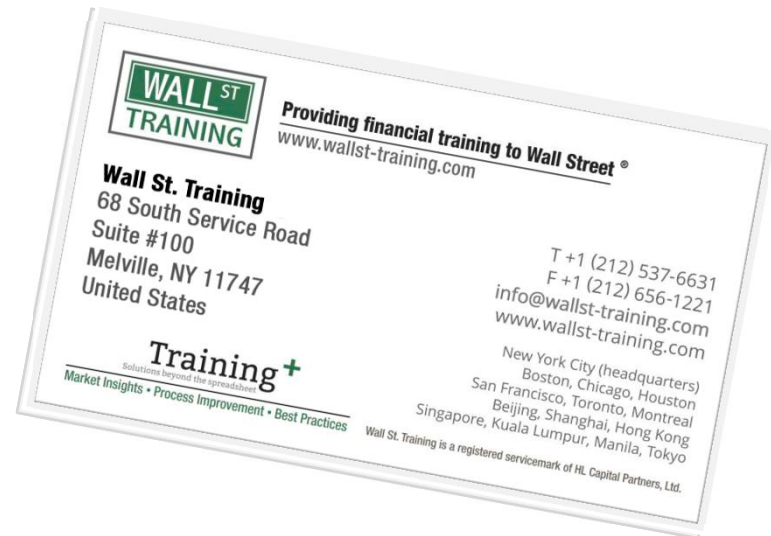 WALL ST
TRAINING
Providing financial training to Wall Street ®
www.wallst-training.com
Wall St. Training
68 South Service Road
Suite #100
Melville, NY 11747
United States
T +1 (212) 537-6631
F +1 (212) 656-1221
info@wallst-training.com
www.wallst-training.com
New York City (headquarters)
Boston, Chicago, Houston
San Francisco, Toronto, Montreal
Beijing, Shanghai, Hong Kong
Singapore, Kuala Lumpur, Manila, Tokyo
Training+
Solutions beyond the spreadsheet
Market Insights • Process Improvement • Best Practices
Wall St. Training is a registered servicemark of HL Capital Partners, Ltd.